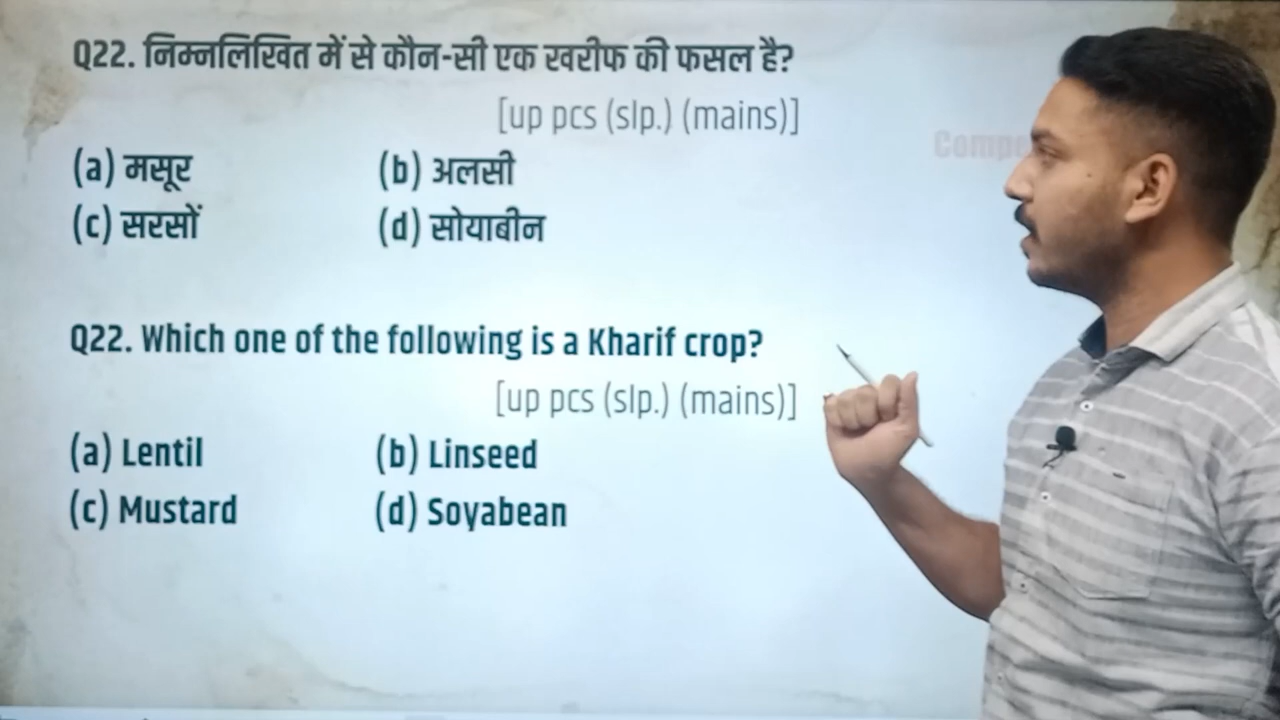 Q22. निम्नलिखित में से कौन-सी एक खरीफ की फसल है?
[up pcs (slp.) (mains)]
(a) मसूर (b) अलसी
(c) सरसों (d) सोयाबीन
Q22. Which one of the following is a Kharif crop?
[up pcs (slp.) (mains)]
(a) Lentil (b) Linseed
(c) Mustard (d) Soyabean